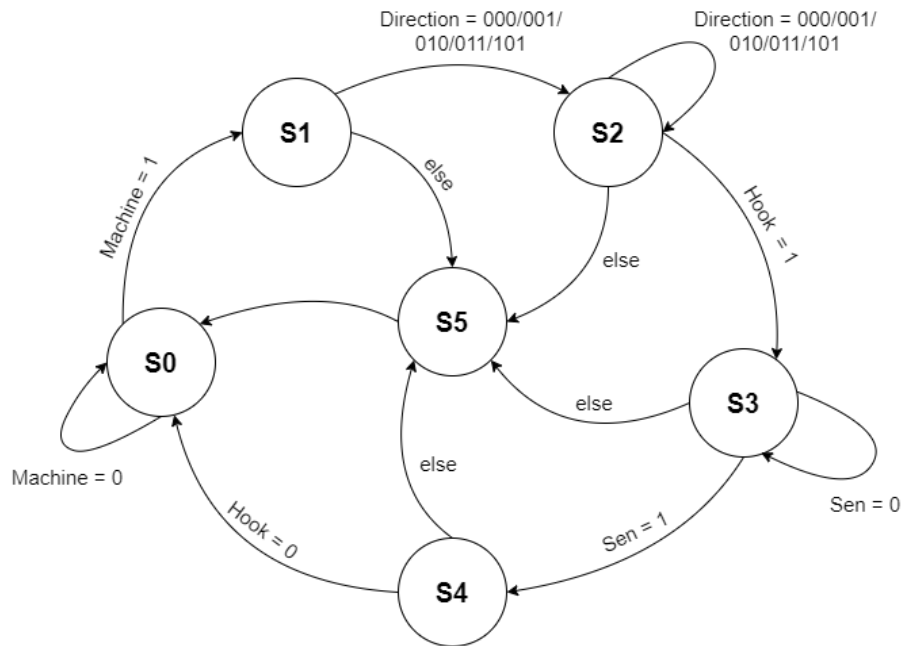 Direction = 000/001/
010/011/101
Direction = 000/001/
010/011/101
S1
S2
else
Machine = 1
Hook = 1
else
S5
S0
S3
else
else
Machine = 0
Sen = 0
Hook = 0
Sen = 1
S4